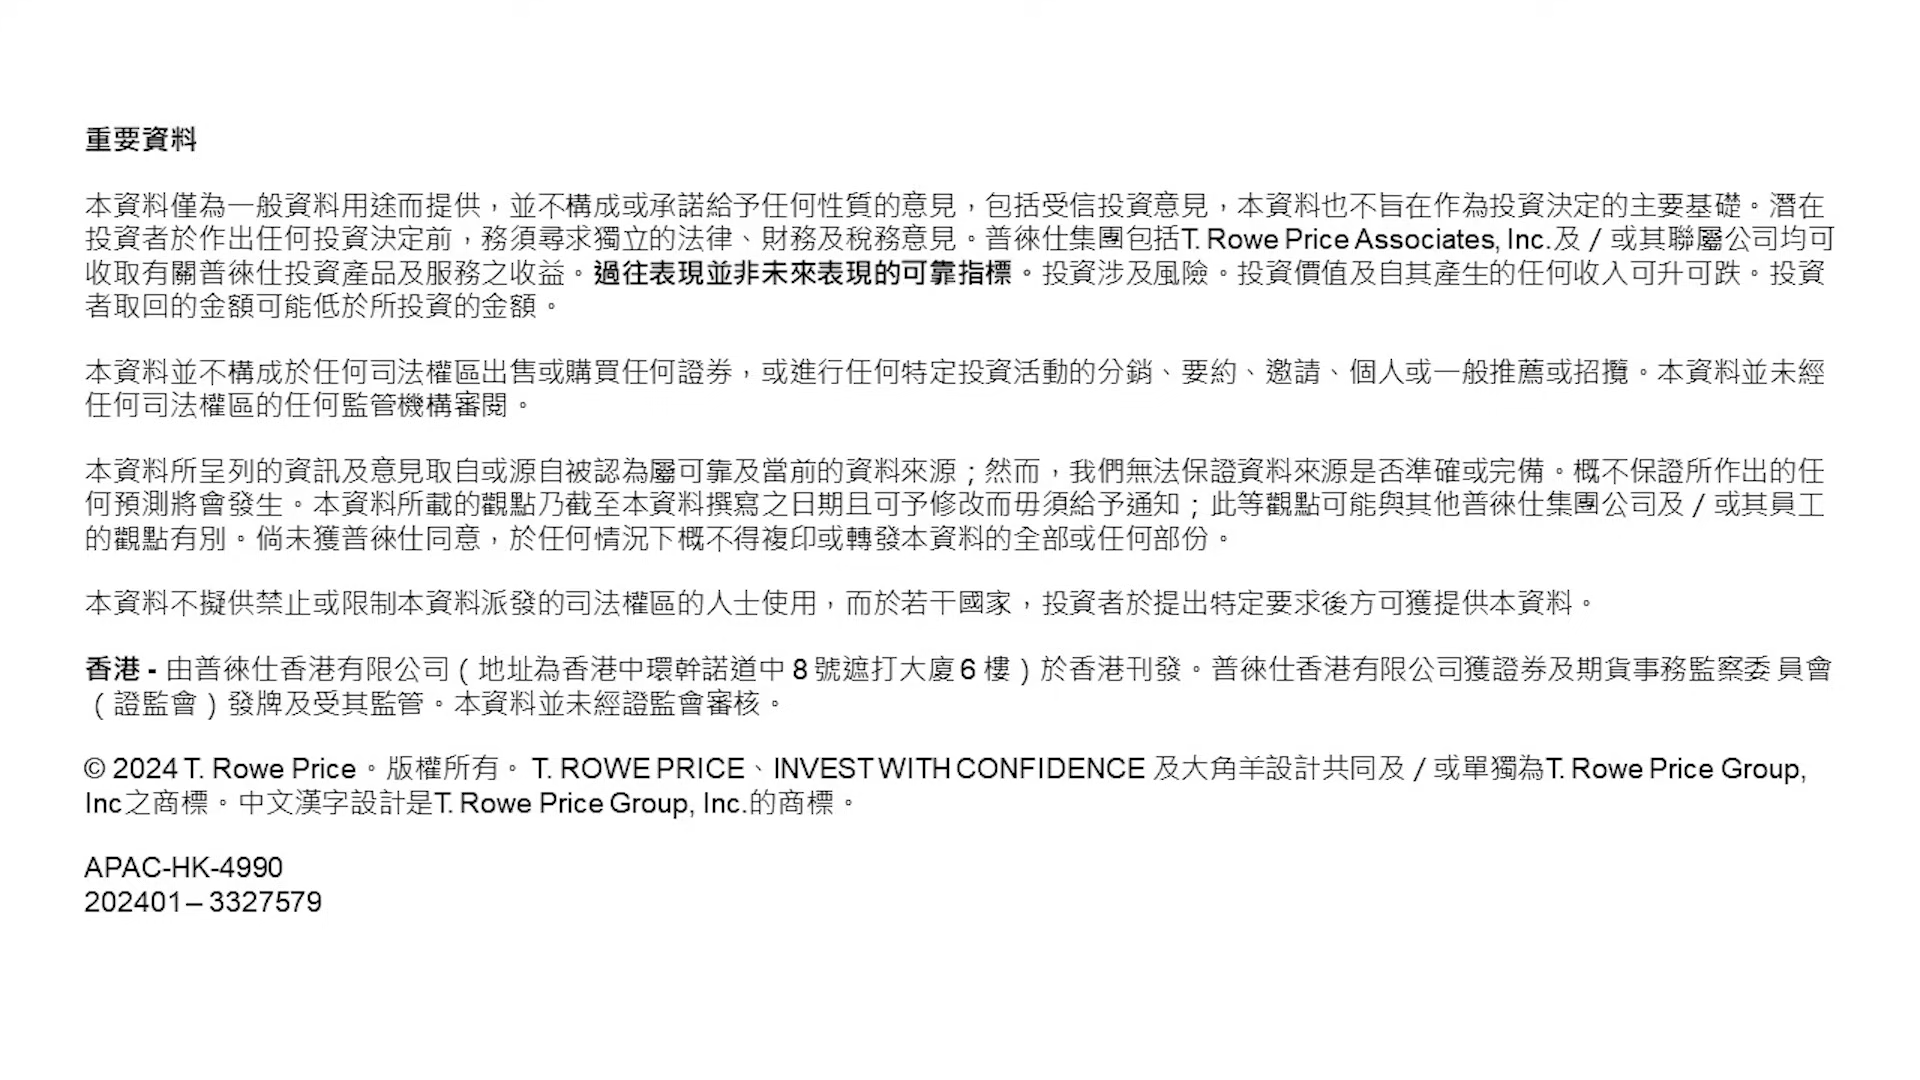 重要資料
本資料僅為一般資料用途而提供，並不構成或承諾給予任何性質的意見，包括受信投資意見，本資料也不旨在作為投資決定的主要基礎。潛在
投資者於作出任何投資決定前，務須尋求獨立的法律、財務及稅務意見。普徠仕集團包括T. Rowe Price Associates, Inc.及 / 或其聯屬公司均可
收取有關普徠仕投資產品及服務之收益。過往表現並非未來表現的可靠指標。投資涉及風險。投資價值及自其產生的任何收入可升可跌。投資
者取回的金額可能低於所投資的金額。
本資料並不構成於任何司法權區出售或購買任何證券，或進行任何特定投資活動的分銷、要約、邀請、個人或一般推薦或招攬。本資料並未經
任何司法權區的任何監管機構審閱。
本資料所呈列的資訊及意見取自或源自被認為屬可靠及當前的資料來源；然而，我們無法保證資料來源是否準確或完備。概不保證所作出的任
何預測將會發生。本資料所載的觀點乃截至本資料撰寫之日期且可予修改而毋須給予通知；此等觀點可能與其他普徠仕集團公司及 / 或其員工
的觀點有別。倘未獲普徠仕同意，於任何情況下概不得複印或轉發本資料的全部或任何部份。
本資料不擬供禁止或限制本資料派發的司法權區的人士使用，而於若干國家，投資者於提出特定要求後方可獲提供本資料。
香港 - 由普徠仕香港有限公司（地址為香港中環幹諾道中 8 號遮打大廈 6 樓）於香港刊發。普徠仕香港有限公司獲證券及期貨事務監察委 員會
（證監會）發牌及受其監管。本資料並未經證監會審核。
© 2024 T. Rowe Price。版權所有。 T. ROWE PRICE、INVEST WITH CONFIDENCE 及大角羊設計共同及 / 或單獨為T. Rowe Price Group,
Inc之商標。中文漢字設計是T. Rowe Price Group, Inc.的商標。
APAC-HK-4990
202401 – 3327579